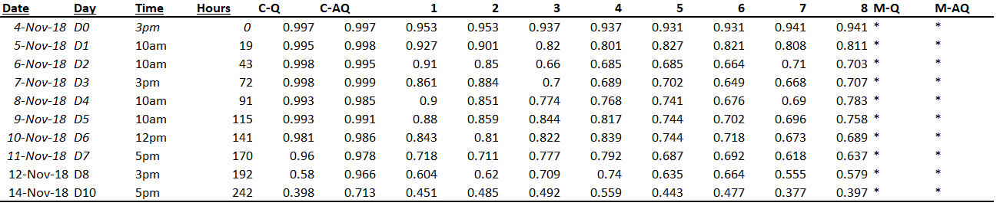 Date Day Time Hours C-Q C-AQ 1 2 3 4 5 6 7 8 M-Q M-AQ
4-Nov-18 D0 3pm 0 0.997 0.997 0.953 0.953 0.937 0.937 0.931 0.931 0.941 0.941 * *
5-Nov-18 D1 10am 19 0.995 0.998 0.927 0.901 0.82 0.801 0.827 0.821 0.808 0.811 * *
6-Nov-18 D2 10am 43 0.998 0.995 0.91 0.85 0.66 0.685 0.685 0.664 0.71 0.703 * *
7-Nov-18 D3 3pm 72 0.998 0.999 0.861 0.884 0.7 0.689 0.702 0.649 0.668 0.707 * *
8-Nov-18 D4 10am 91 0.993 0.985 0.9 0.851 0.774 0.768 0.741 0.676 0.69 0.783 * *
9-Nov-18 D5 10am 115 0.993 0.991 0.88 0.859 0.844 0.817 0.744 0.702 0.696 0.758 * *
10-Nov-18 D6 12pm 141 0.981 0.986 0.843 0.81 0.822 0.839 0.744 0.718 0.673 0.689 * *
11-Nov-18 D7 5pm 170 0.96 0.978 0.718 0.711 0.777 0.792 0.687 0.692 0.618 0.637 * *
12-Nov-18 D8 3pm 192 0.58 0.966 0.604 0.62 0.709 0.74 0.635 0.664 0.555 0.579 * *
14-Nov-18 D10 5pm 242 0.398 0.713 0.451 0.485 0.492 0.559 0.443 0.477 0.377 0.397 * *